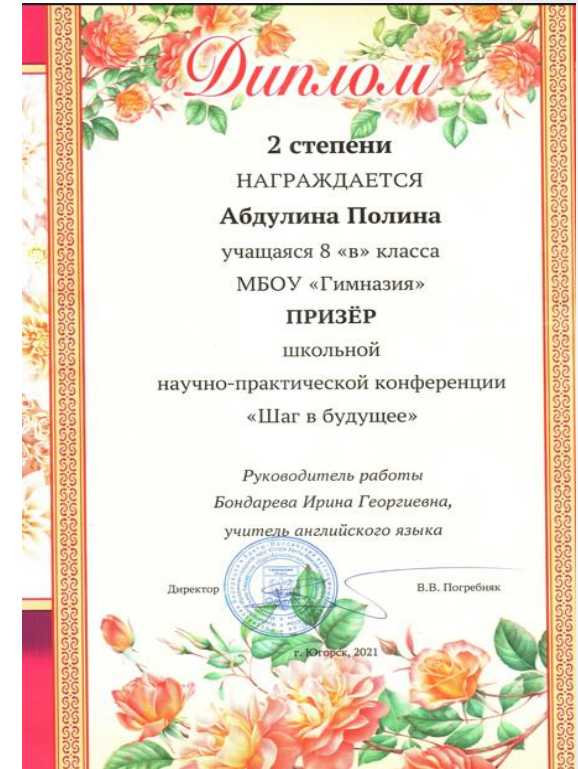 Диплом
2 степени
НАГРАЖДАЕТСЯ
Абдулина Полина
учащаяся 8 «в» класса
МБОУ «Гимназия»
ПРИЗЁР
школьной
научно-практической конференции
«Шаг в будущее»
Руководитель работы
Бондарева Ирина Георгиевна,
учитель английского языка
Директор
В.В. Погребняк
г. Югорск, 2021